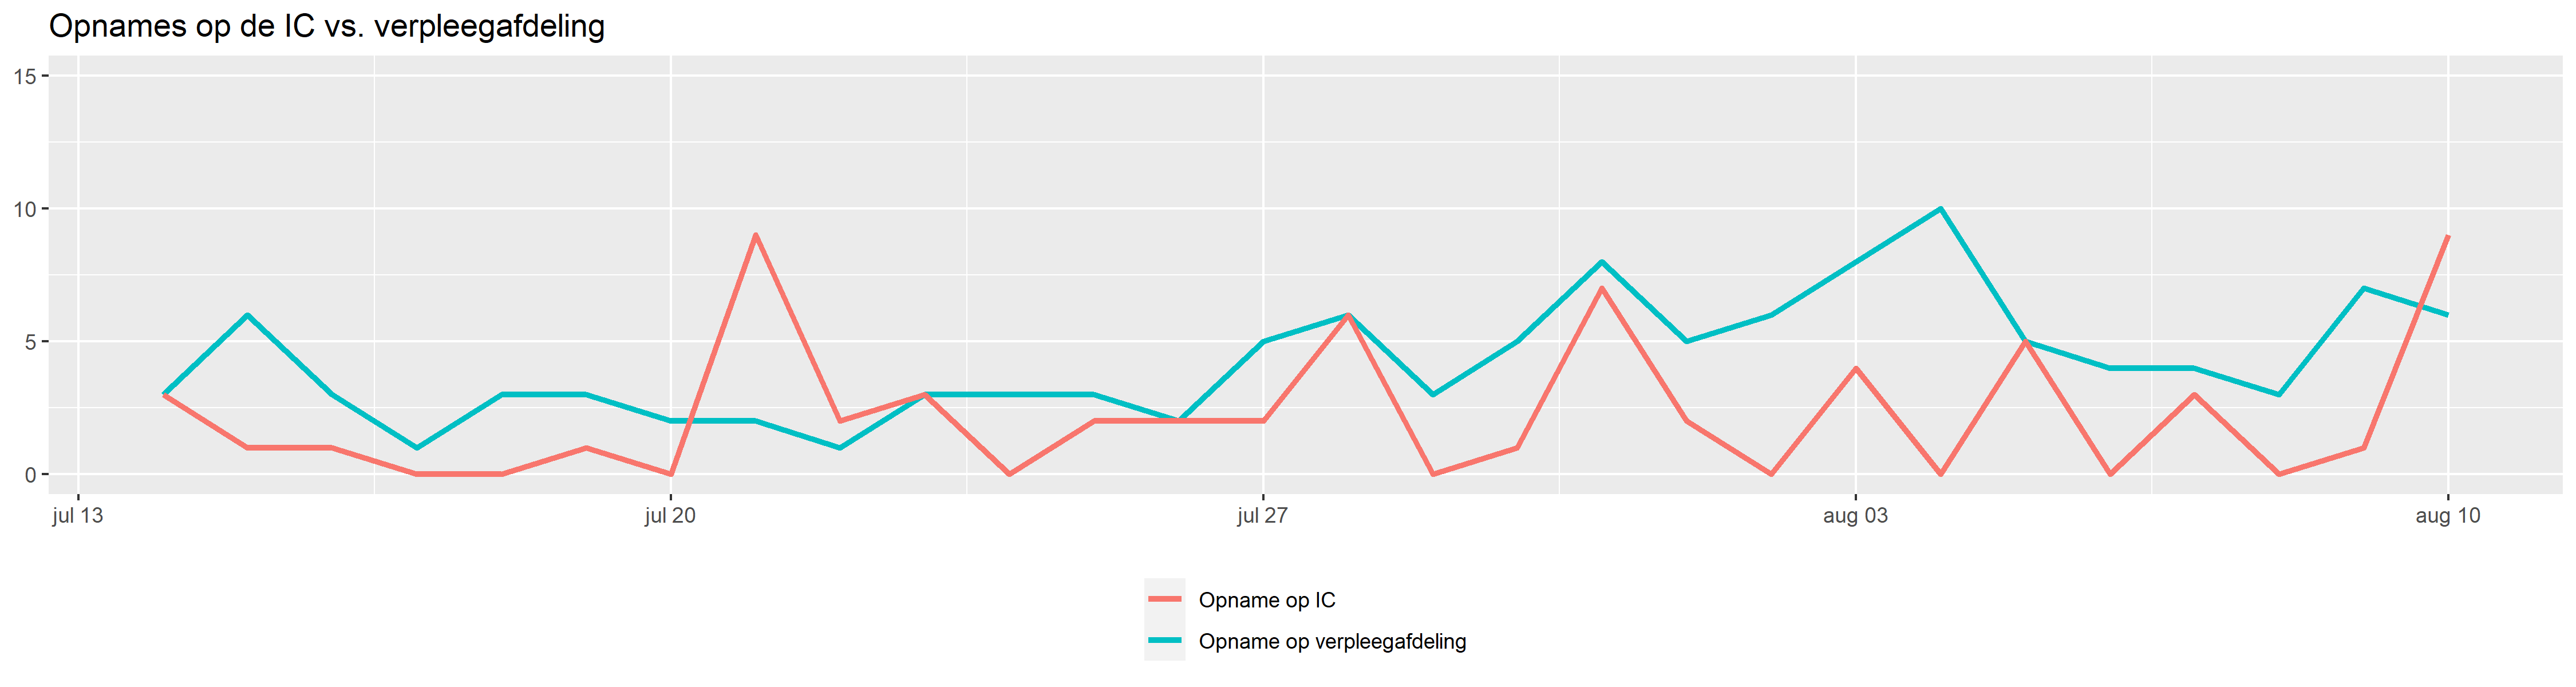 Opnames op de IC vs. verpleegafdeling
15
10
5
0
jul 13 jul 20 jul 27 aug 03 aug 10
Opname op IC
Opname op verpleegafdeling